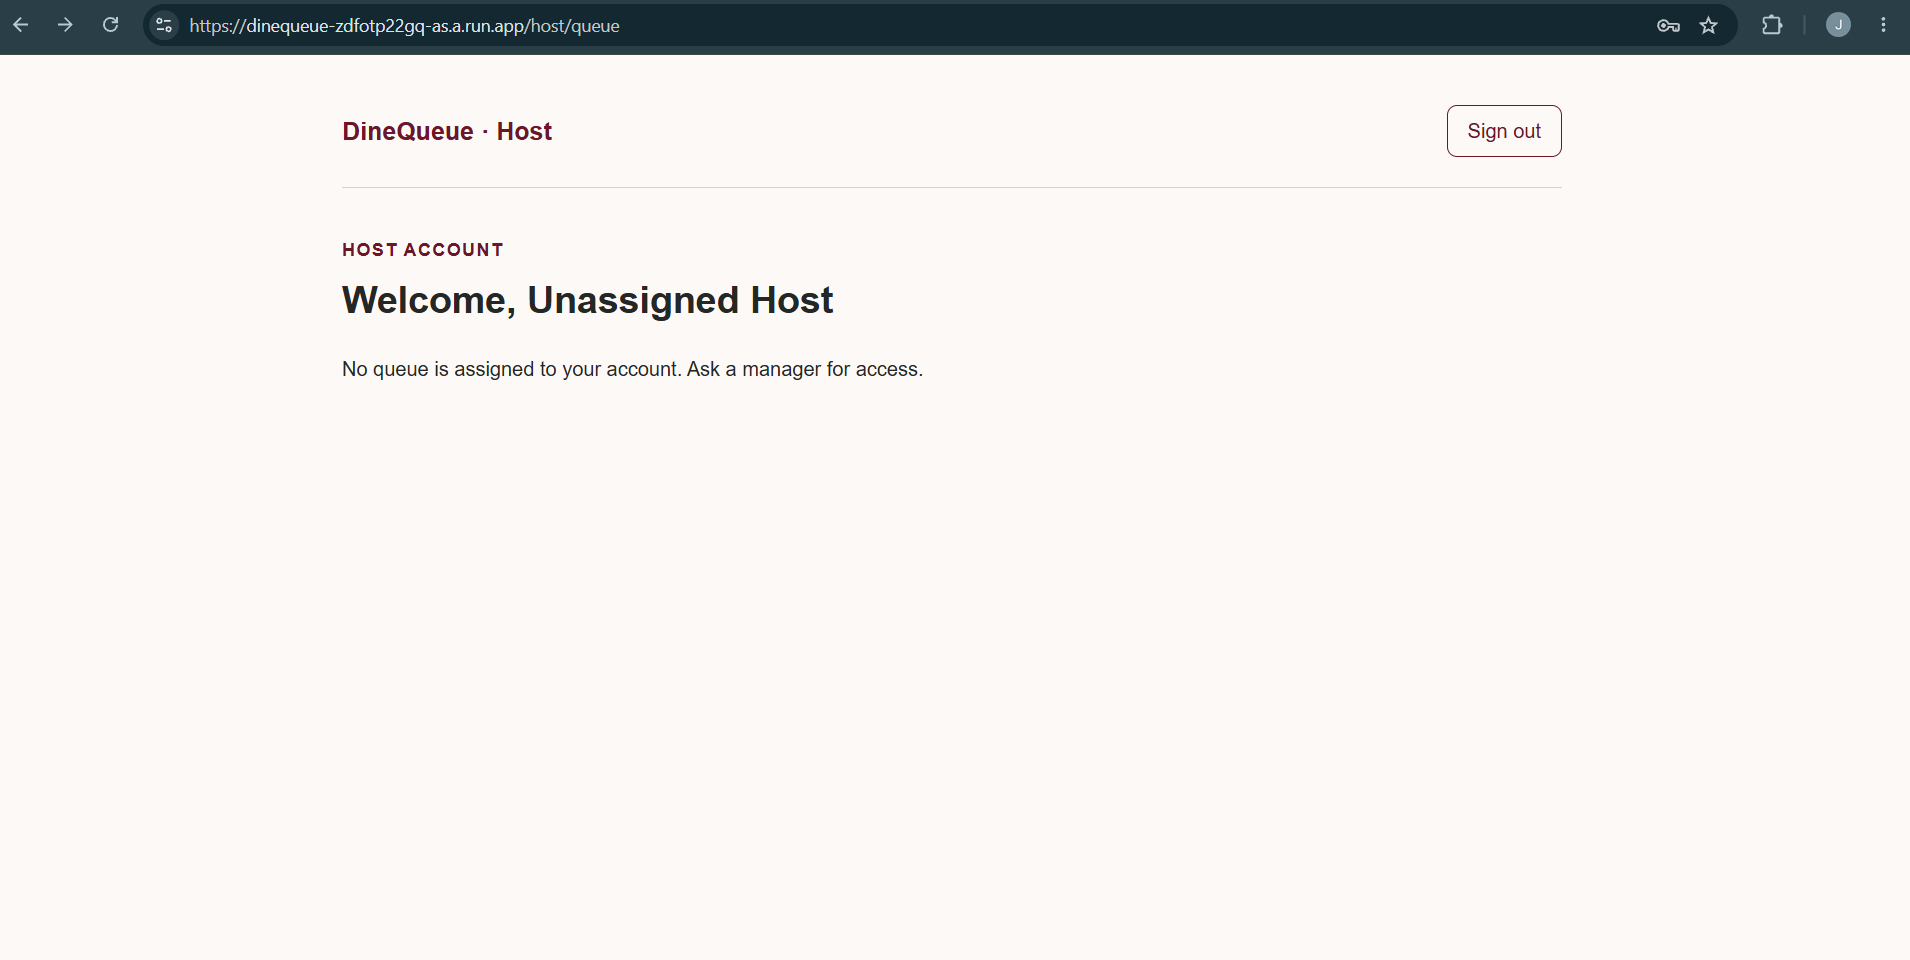 https://dinequeue-zdfotp22gq-as.a.run.app/host/queue
J
DineQueue · Host
Sign out
HOST ACCOUNT
Welcome, Unassigned Host
No queue is assigned to your account. Ask a manager for access.